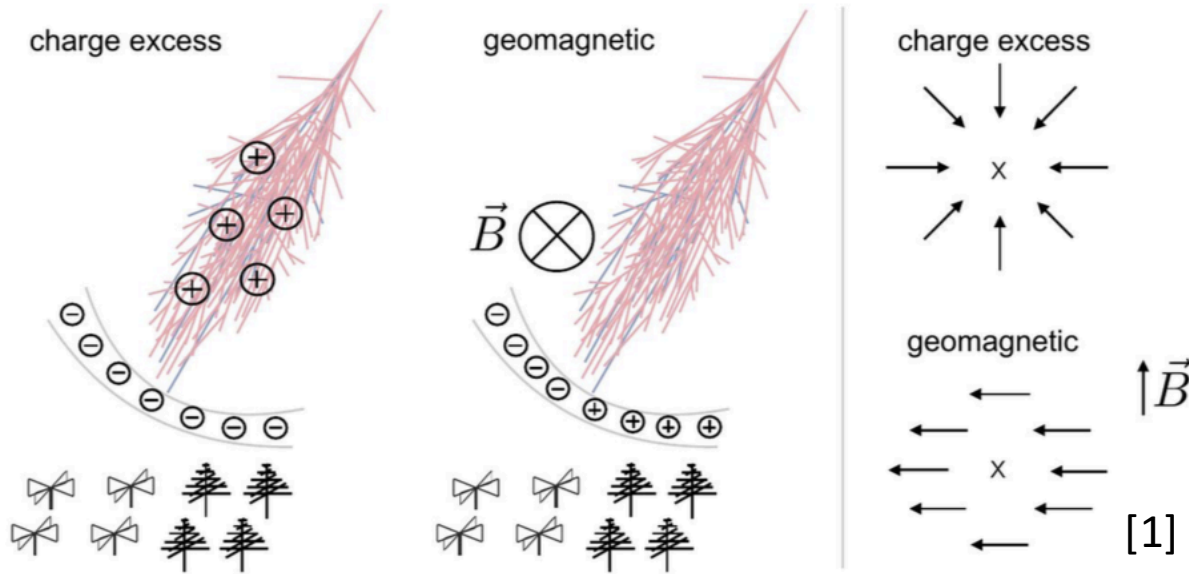 charge excess
geomagnetic
B⃗
charge excess
X
geomagnetic
B⃗
X
[1]